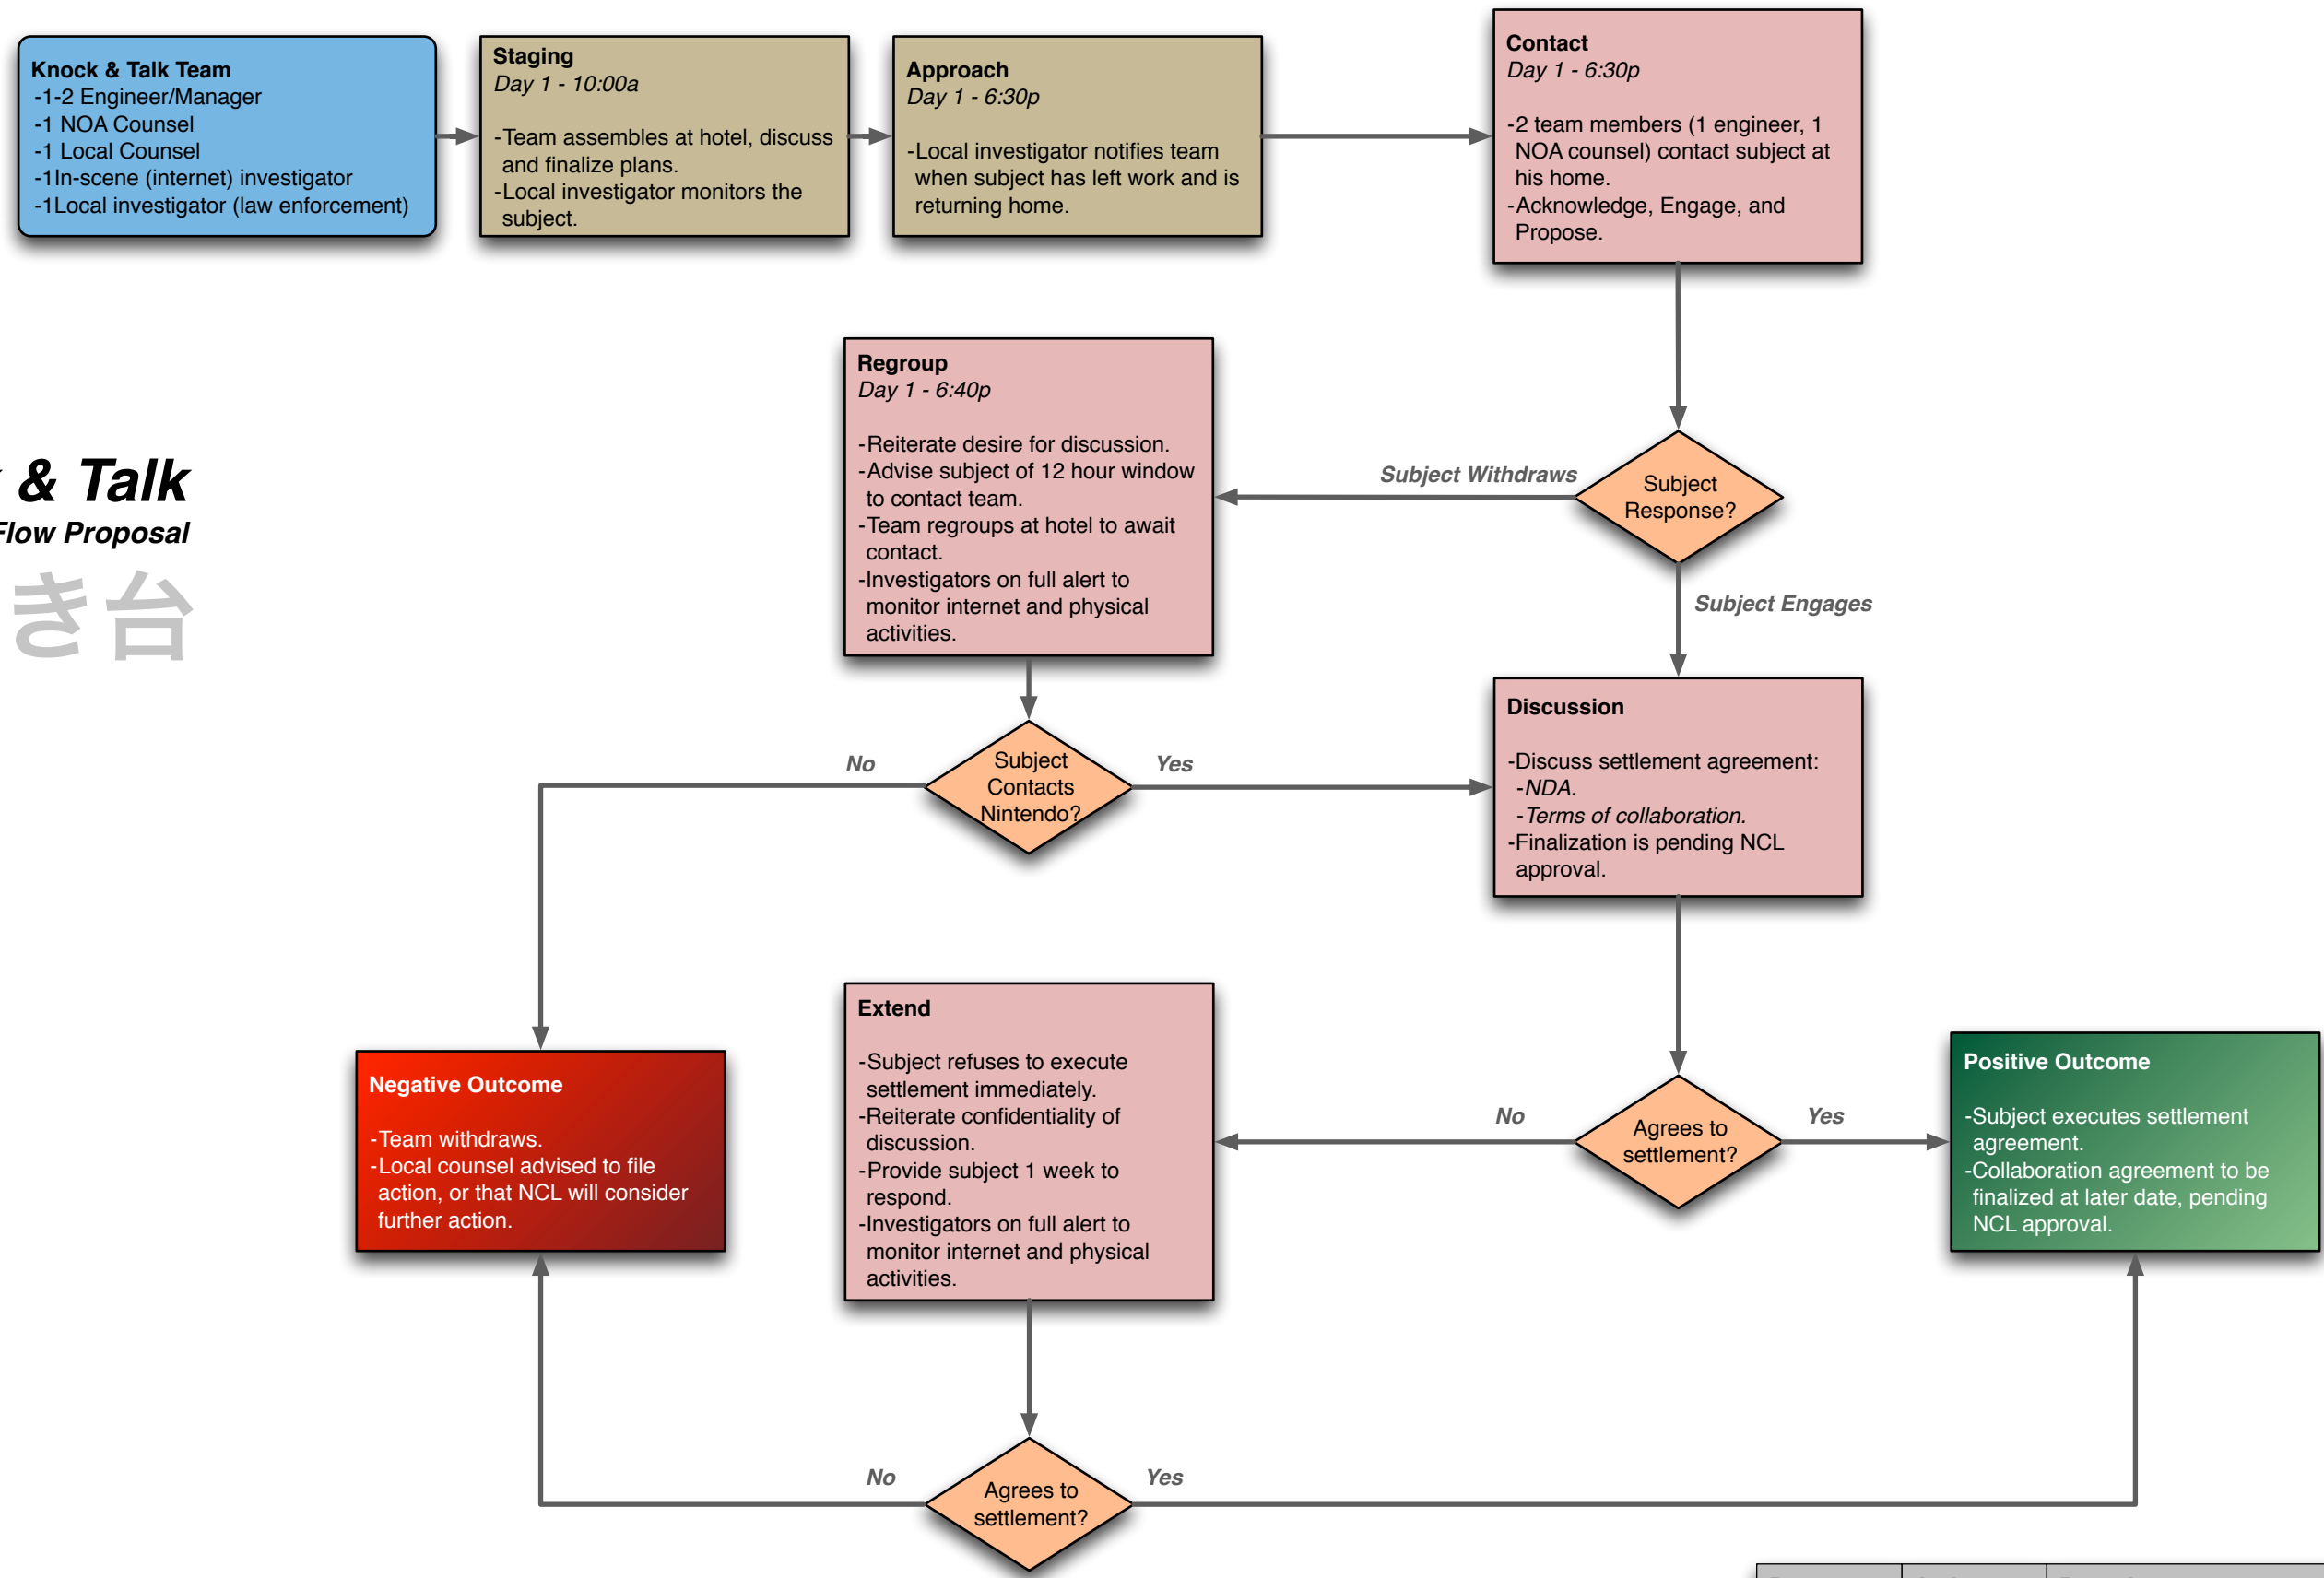 Knock & Talk Team
-1-2 Engineer/Manager
-1 NOA Counsel
-1 Local Counsel
-1In-scene (internet) investigator
-1Local investigator (law enforcement)
Staging
Day 1 - 10:00a
-Team assembles at hotel, discuss
and finalize plans.
-Local investigator monitors the
subject.
Approach
Day 1 - 6:30p
-Local investigator notifies team
when subject has left work and is
returning home.
Contact
Day 1 - 6:30p
-2 team members (1 engineer, 1
NOA counsel) contact subject at
his home.
-Acknowledge, Engage, and
Propose.
& Talk
Flow Proposal
き台
Regroup
Day 1 - 6:40p
-Reiterate desire for discussion.
-Advise subject of 12 hour window
to contact team.
-Team regroups at hotel to await
contact.
-Investigators on full alert to
monitor internet and physical
activities.
Subject Withdraws
Subject
Response?
Subject Engages
Discussion
-Discuss settlement agreement:
-NDA.
-Terms of collaboration.
-Finalization is pending NCL
approval.
No
Subject
Contacts
Nintendo?
Yes
Extend
-Subject refuses to execute
settlement immediately.
-Reiterate confidentiality of
discussion.
-Provide subject 1 week to
respond.
-Investigators on full alert to
monitor internet and physical
activities.
Negative Outcome
-Team withdraws.
-Local counsel advised to file
action, or that NCL will consider
further action.
No
Agrees to
settlement?
Yes
Positive Outcome
-Subject executes settlement
agreement.
-Collaboration agreement to be
finalized at later date, pending
NCL approval.
No
Agrees to
settlement?
Yes